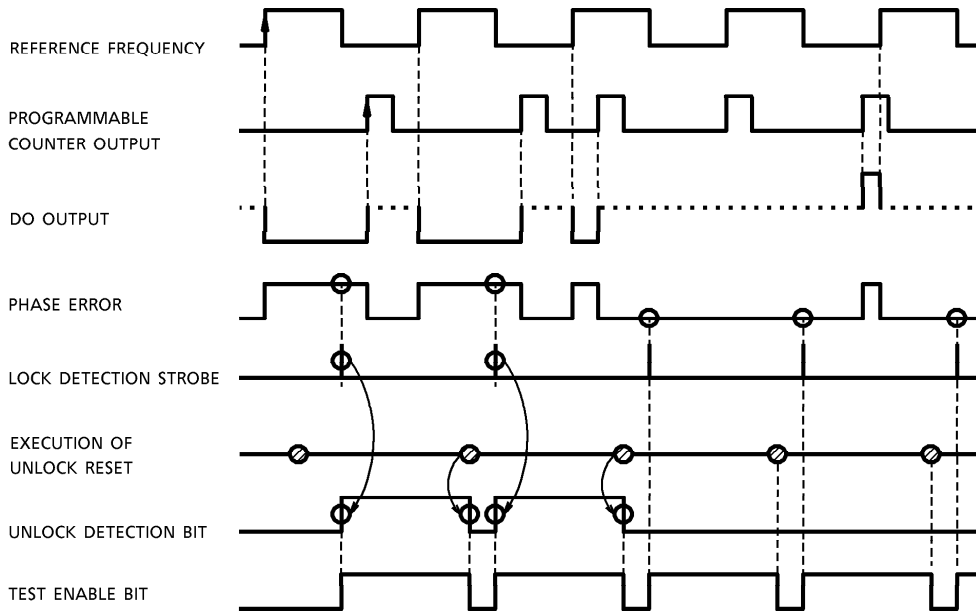 REFERENCE FREQUENCY
PROGRAMMABLE
COUNTER OUTPUT
DO OUTPUT
PHASE ERROR
LOCK DETECTION STROBE
EXECUTION OF
UNLOCK RESET
UNLOCK DETECTION BIT
TEST ENABLE BIT